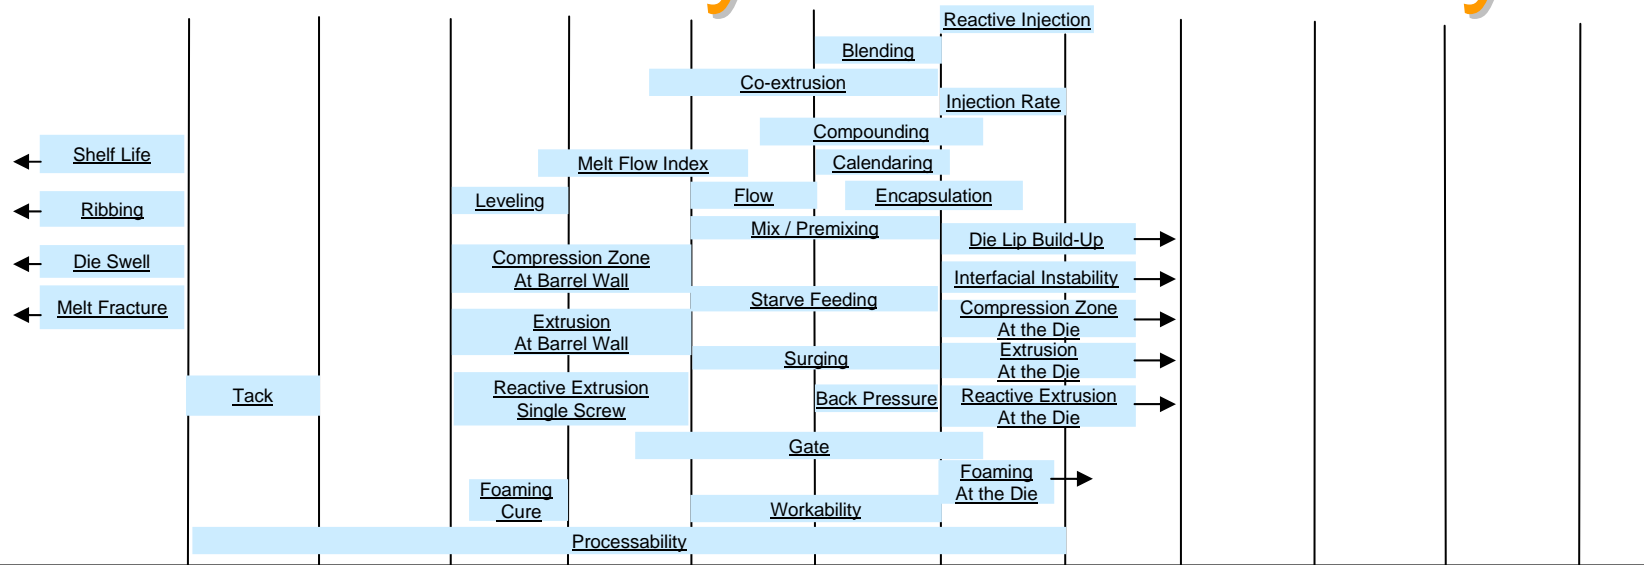 Reactive Injection
Blending
Co-extrusion
Injection Rate
Compounding
Shelf Life
Melt Flow Index
Calendaring
Leveling
Flow
Encapsulation
Ribbing
Mix / Premixing
Die Lip Build-Up
Die Swell
Compression Zone
At Barrel Wall
Interfacial Instability
Starve Feeding
Melt Fracture
Compression Zone
At the Die
Extrusion
At Barrel Wall
Surging
Extrusion
At the Die
Tack
Reactive Extrusion
Single Screw
Back Pressure
Reactive Extrusion
At the Die
Gate
Foaming
At the Die
Foaming
Cure
Workability
Processability